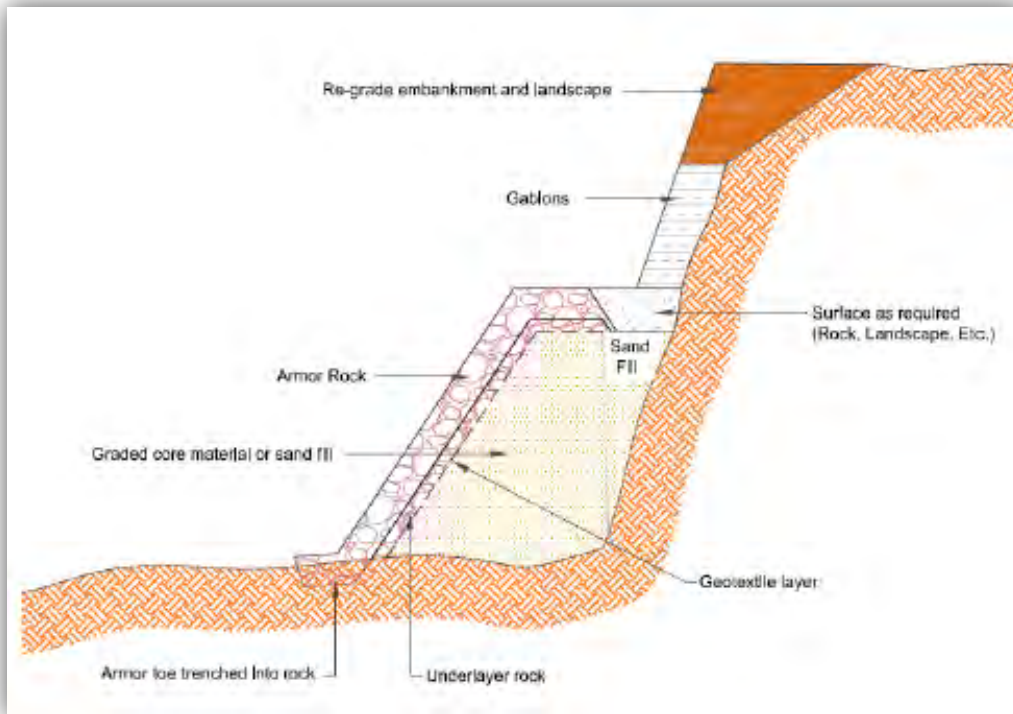 Re-grade embankment and landscape
Gablons
Surface as required
(Rock, Landscape, Etc.)
Sand
Fill
Armor Rock
Graded core material or sand fill
Geotextile layer
Armor toe trenched Into rock
Underlayer rock